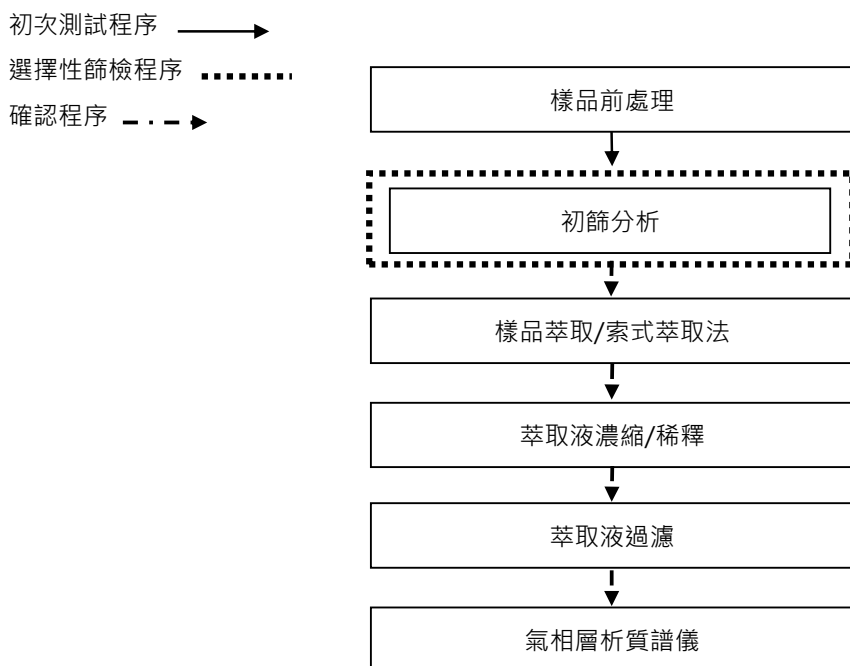 初次測試程序
選擇性篩檢程序
確認程序
樣品前處理
初篩分析
樣品萃取/索式萃取法
萃取液濃縮/稀釋
萃取液過濾
氣相層析質譜儀